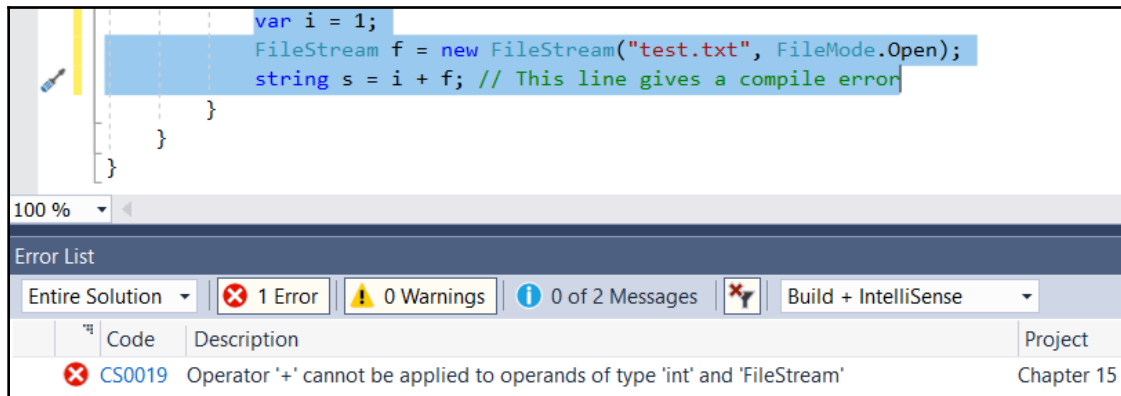 var i = 1;
FileStream f = new FileStream("test.txt", FileMode.Open);
string s = i + f; // This line gives a compile error
}
}
}
100 %
Error List
Entire Solution 1 Error 0 Warnings 0 of 2 Messages Build + IntelliSense
Code Description Project
CS0019 Operator '+' cannot be applied to operands of type 'int' and 'FileStream' Chapter 15